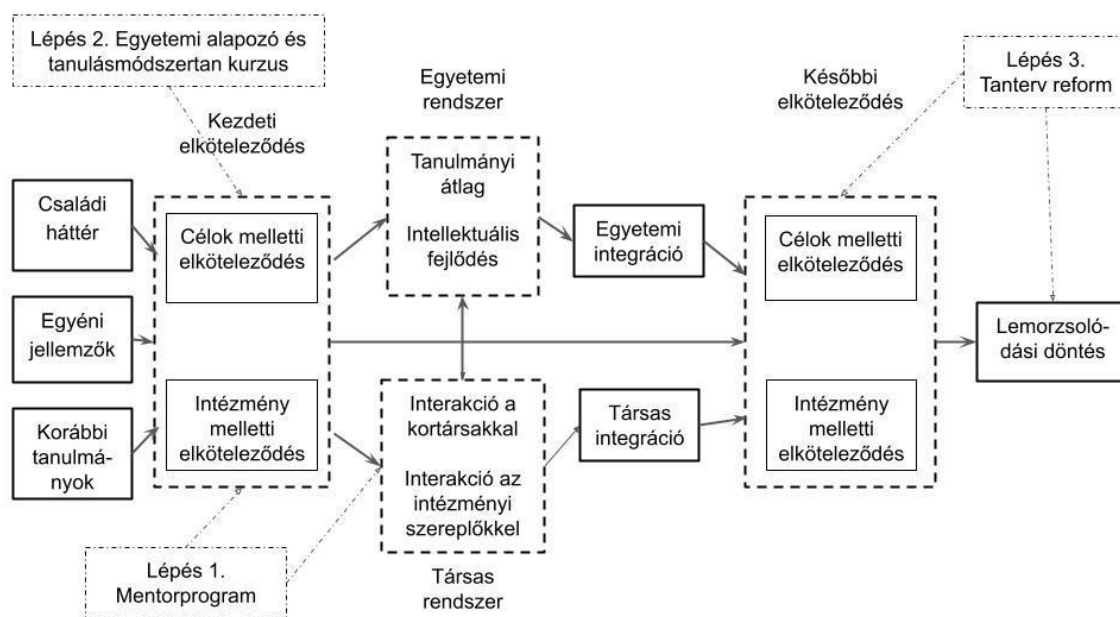 Lépés 2. Egyetemi alapozó és
tanulásmódszertan kurzus
Kezdeti
elköteleződés
Egyetemi
rendszer
Későbbi
elköteleződés
Lépés 3.
Tanterv reform
Családi
háttér
Egyéni
jellemzők
Korábbi
tanulmá-
nyok
Célok melletti
elköteleződés
Intézmény
melletti
elköteleződés
Tanulmányi
átlag
Intellektuális
fejlődés
Interakció a
kortársakkal
Interakció az
intézményi
szereplőkkel
Társas
rendszer
Egyetemi
integráció
Társas
integráció
Célok melletti
elköteleződés
Intézmény
melletti
elköteleződés
Lemorzsoló-
dási döntés
Lépés 1.
Mentorprogram